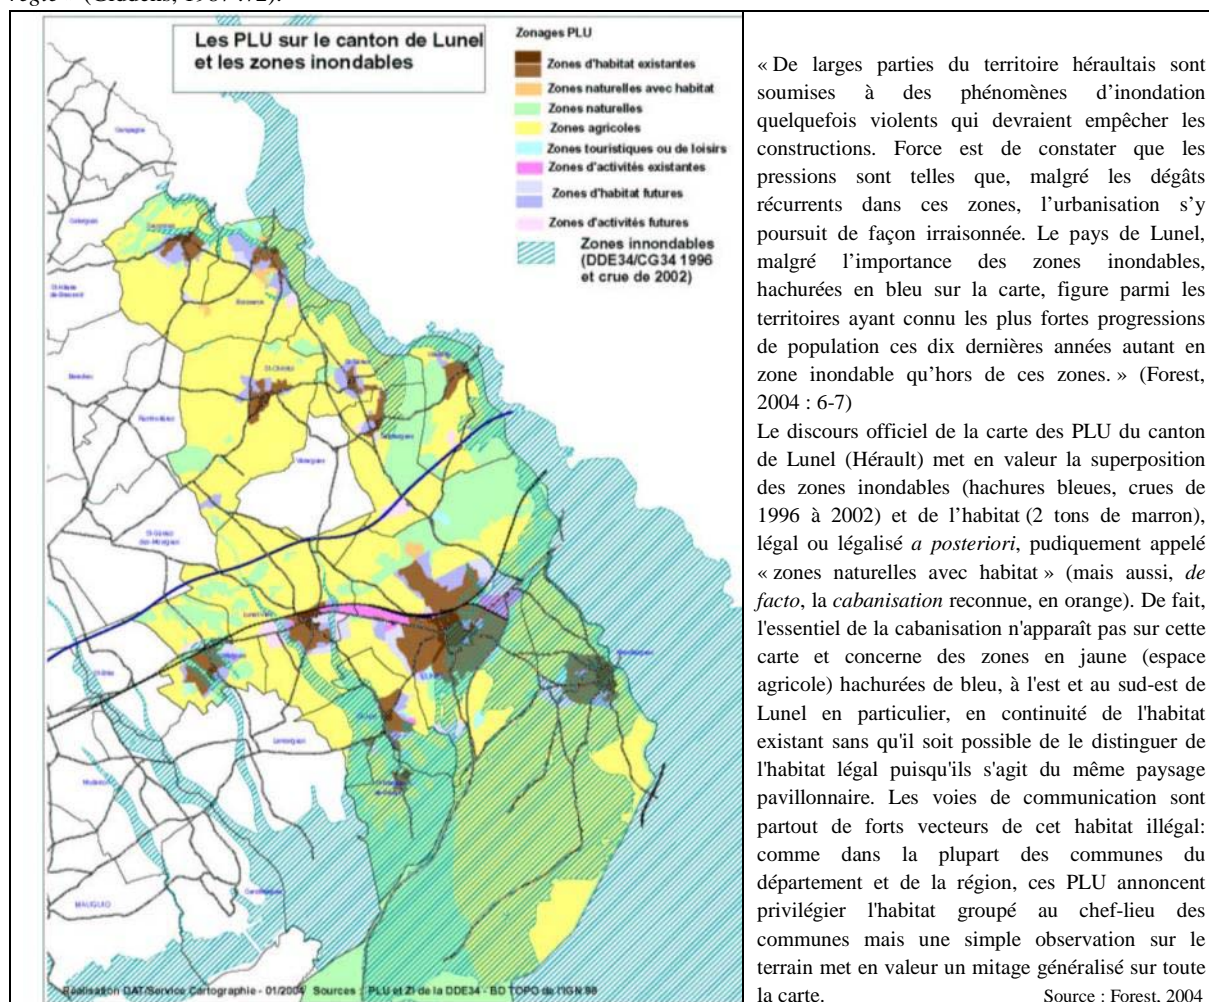 règle » (Giddens, 1987 :72).
Les PLU sur le canton de Lunel
et les zones inondables
Zonages PLU
Zones d'habitat existantes
Zones naturelles avec habitat
Zones naturelles
Zones agricoles
Zones touristiques ou de loisirs
Zones d'activités existantes
Zones d'habitat futures
Zones d'activités futures
Zones innondables
(DDE34/CG34 1996
et crue de 2002)
MAUGUIO
Réalisation DAT/Service Cartographie - 01/2004 Sources : PLU et ZI de la DDE34 - BD TOPO de l'IGN 98
« De larges parties du territoire héraultais sont
soumises à des phénomènes d'inondation
quelquefois violents qui devraient empêcher les
constructions. Force est de constater que les
pressions sont telles que, malgré les dégâts
récurrents dans ces zones, l'urbanisation s'y
poursuit de façon irraisonnée. Le pays de Lunel,
malgré l'importance des zones inondables,
hachurées en bleu sur la carte, figure parmi les
territoires ayant connu les plus fortes progressions
de population ces dix dernières années autant en
zone inondable qu'hors de ces zones. » (Forest,
2004 : 6-7)
Le discours officiel de la carte des PLU du canton
de Lunel (Hérault) met en valeur la superposition
des zones inondables (hachures bleues, crues de
1996 à 2002) et de l'habitat (2 tons de marron),
légal ou légalisé a posteriori, pudiquement appelé
« zones naturelles avec habitat » (mais aussi, de
facto, la cabanisation reconnue, en orange). De fait,
l'essentiel de la cabanisation n'apparaît pas sur cette
carte et concerne des zones en jaune (espace
agricole) hachurées de bleu, à l'est et au sud-est de
Lunel en particulier, en continuité de l'habitat
existant sans qu'il soit possible de le distinguer de
l'habitat légal puisqu'ils s'agit du même paysage
pavillonnaire. Les voies de communication sont
partout de forts vecteurs de cet habitat illégal:
comme dans la plupart des communes du
département et de la région, ces PLU annoncent
privilégier l'habitat groupé au chef-lieu des
communes mais une simple observation sur le
terrain met en valeur un mitage généralisé sur toute
la carte. Source : Forest, 2004